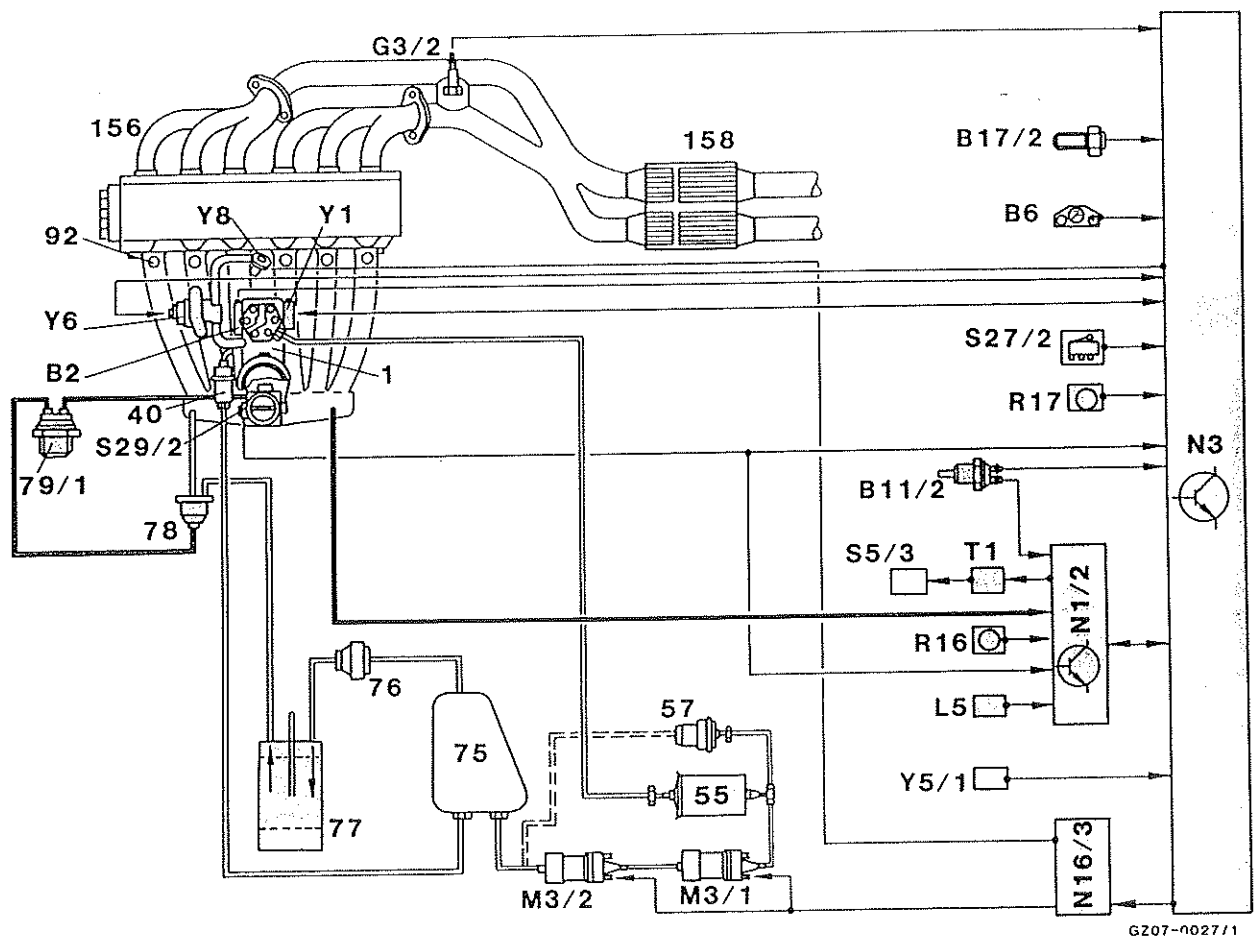 G3/2
156
158
B17/2
B6
Y8
Y1
92
Y6
B2
1
40
S29/2
79/1
78
S27/2
R17
N3
B11/2
S5/3
T1
N1/2
R16
L5
76
75
57
55
77
Y5/1
M3/2
M3/1
N16/3
GZ07-0027/1